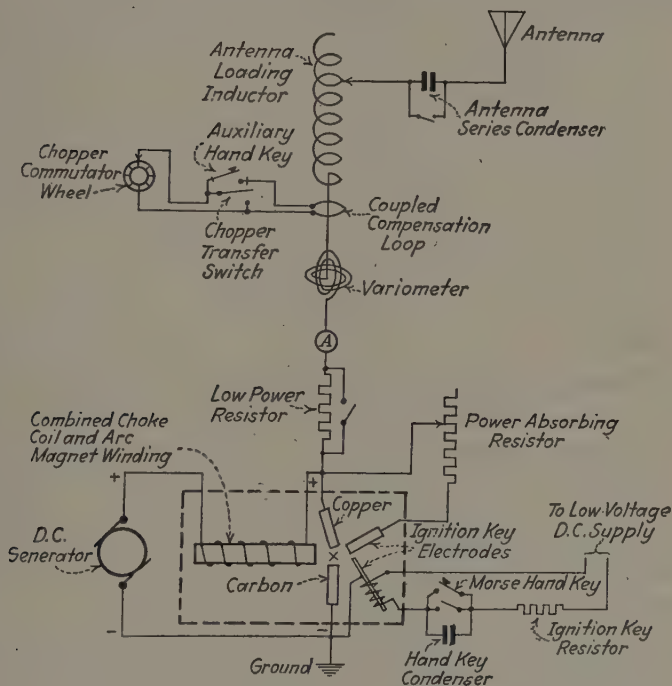 Antenna
Loading
Inductor
Antenna
Antenna
Series Condenser
Auxiliary
Hand Key
Chopper
Commutator
Wheel
Chopper
Transfer
Switch
Coupled
Compensation
Loop
Variometer
A
Low Power
Resistor
Combined Choke
Coil and Arc
Magnet Winding
Power Absorbing
Resistor
+
+
Copper
To Low-Voltage
D.C. Supply
D.C.
Generator
Ignition Key
Electrodes
Carbon
Morse Hand Key
-
-
Hand Key
Condenser
Ignition Key
Resistor
Ground